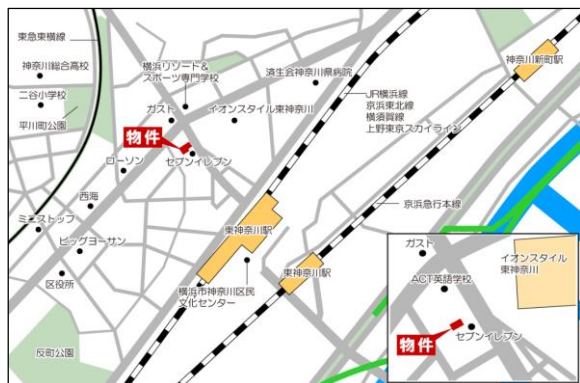 東急東横線
神奈川総合高校
二谷小学校
平川町公園
横浜リゾート&
スポーツ専門学校
済生会神奈川県病院
ガスト
イオンスタイル東神奈川
物件
セブンイレブン
ローソン
西海
ミニストップ
ビッグヨーサン
区役所
反町公園
東神奈川駅
横浜市神奈川区民
文化センター
東神奈川駅
神奈川新町駅
JR横浜線
京浜東北線
横須賀線
上野東京スカイライン
京浜急行本線
ガスト
イオンスタイル
東神奈川
ACT英語学校
物件
セブンイレブン